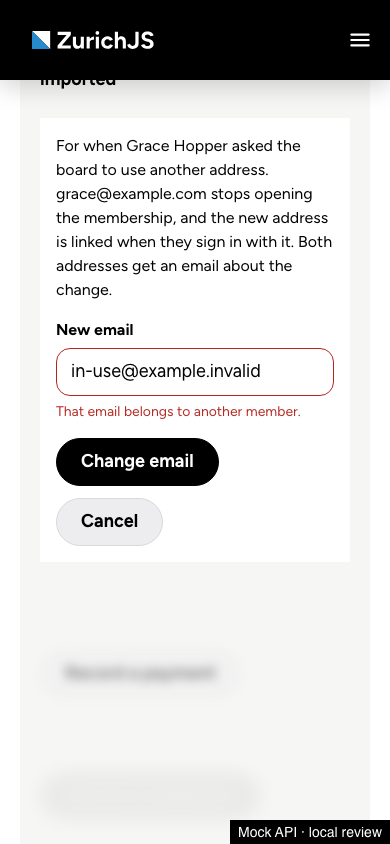 ZurichJS
Imported
For when Grace Hopper asked the
board to use another address.
grace@example.com stops opening
the membership, and the new address
is linked when they sign in with it. Both
addresses get an email about the
change.
New email
in-use@example.invalid
That email belongs to another member.
Change email
Cancel
Record a payment
Mock API · local review